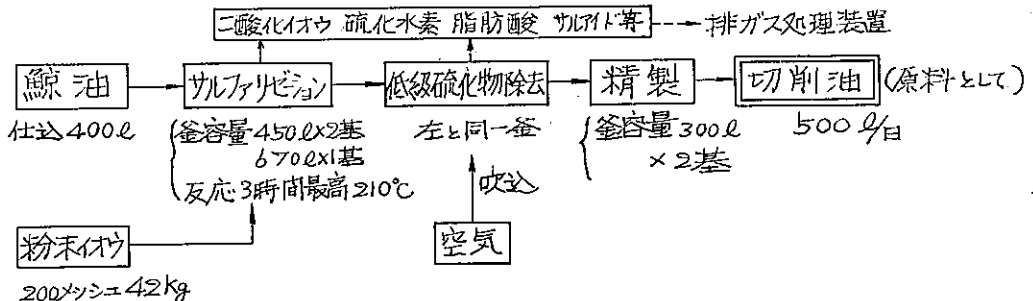 二酸化イオウ 硫化水素 脂肪酸 サルアイド等
排ガス処理装置
鯨油
サルファリゼーション
低級硫化物除去
精製
切削油
(原料として)
仕込400ℓ
釜容量450ℓ×2基
670ℓ×1基
反応3時間最高210℃
左と同一釜
釜容量300ℓ
×2基
500ℓ/日
吹込
粉末イオウ
空気
200メッシュ42kg